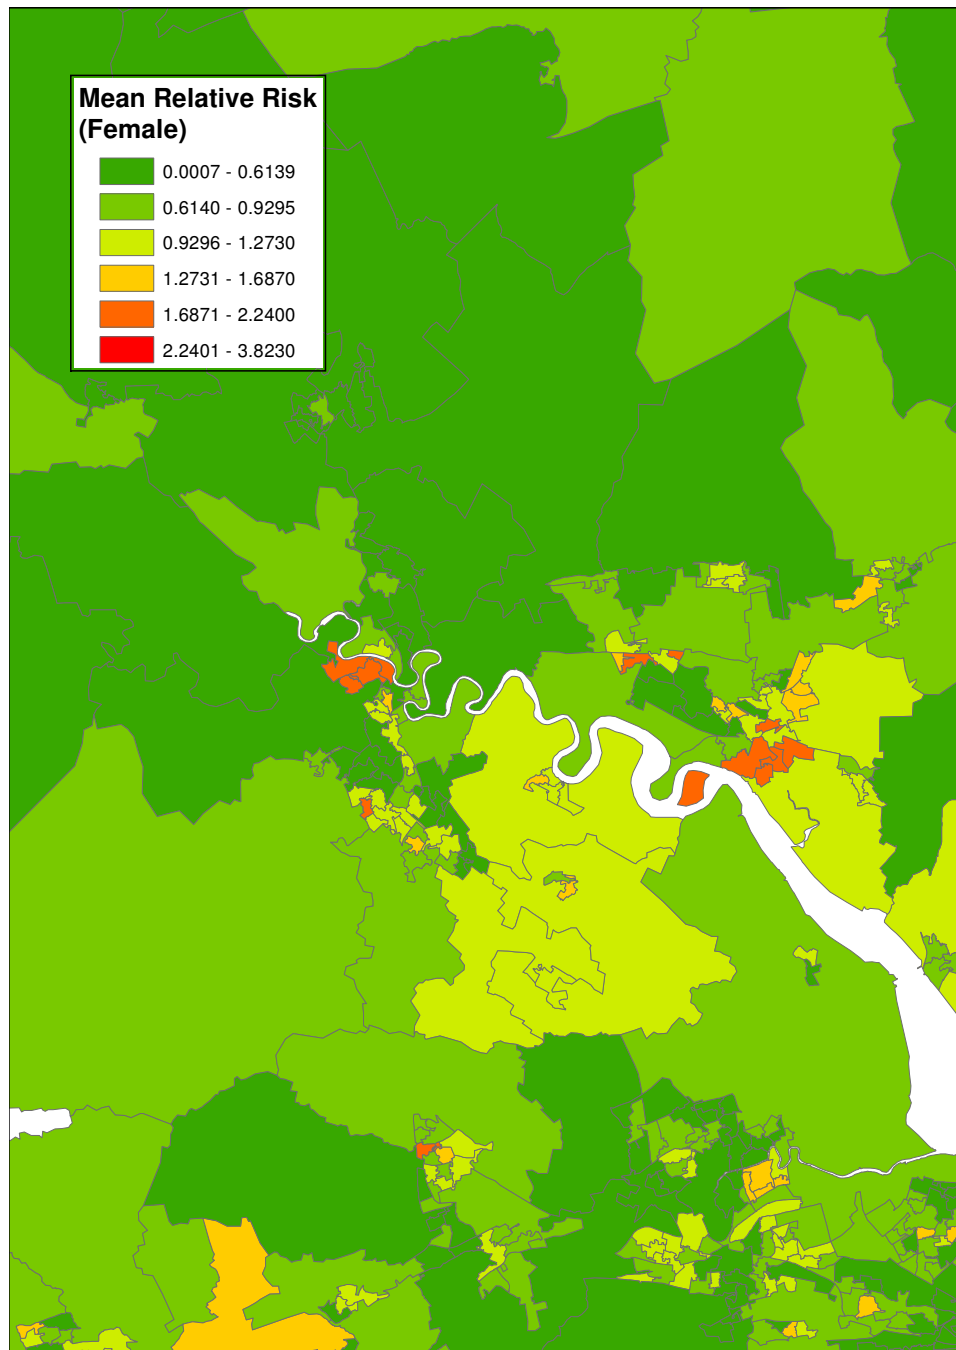 Mean Relative Risk
(Female)
0.0007 - 0.6139
0.6140 - 0.9295
0.9296 - 1.2730
1.2731 - 1.6870
1.6871 - 2.2400
2.2401 - 3.8230